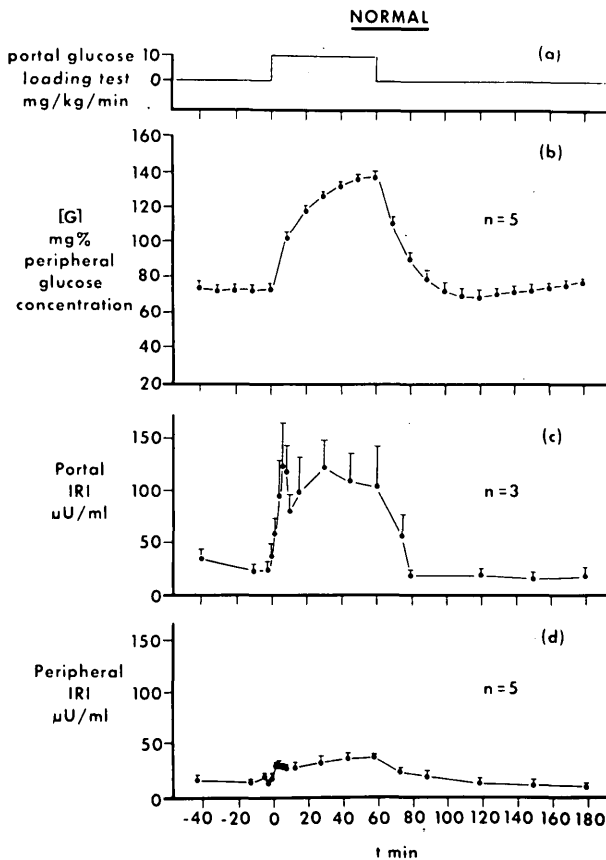 NORMAL
portal glucose
loading test
mg/kg/min
10
0
(a)
160
140
120
100
80
60
40
20
[G]
mg%
peripheral
glucose
concentration
(b)
n=5
150
100
50
0
Portal
IRI
µU/ml
(c)
n=3
150
100
50
0
Peripheral
IRI
µU/ml
(d)
n=5
-40 -20 0 20 40 60 80 100 120 140 160 180
t min